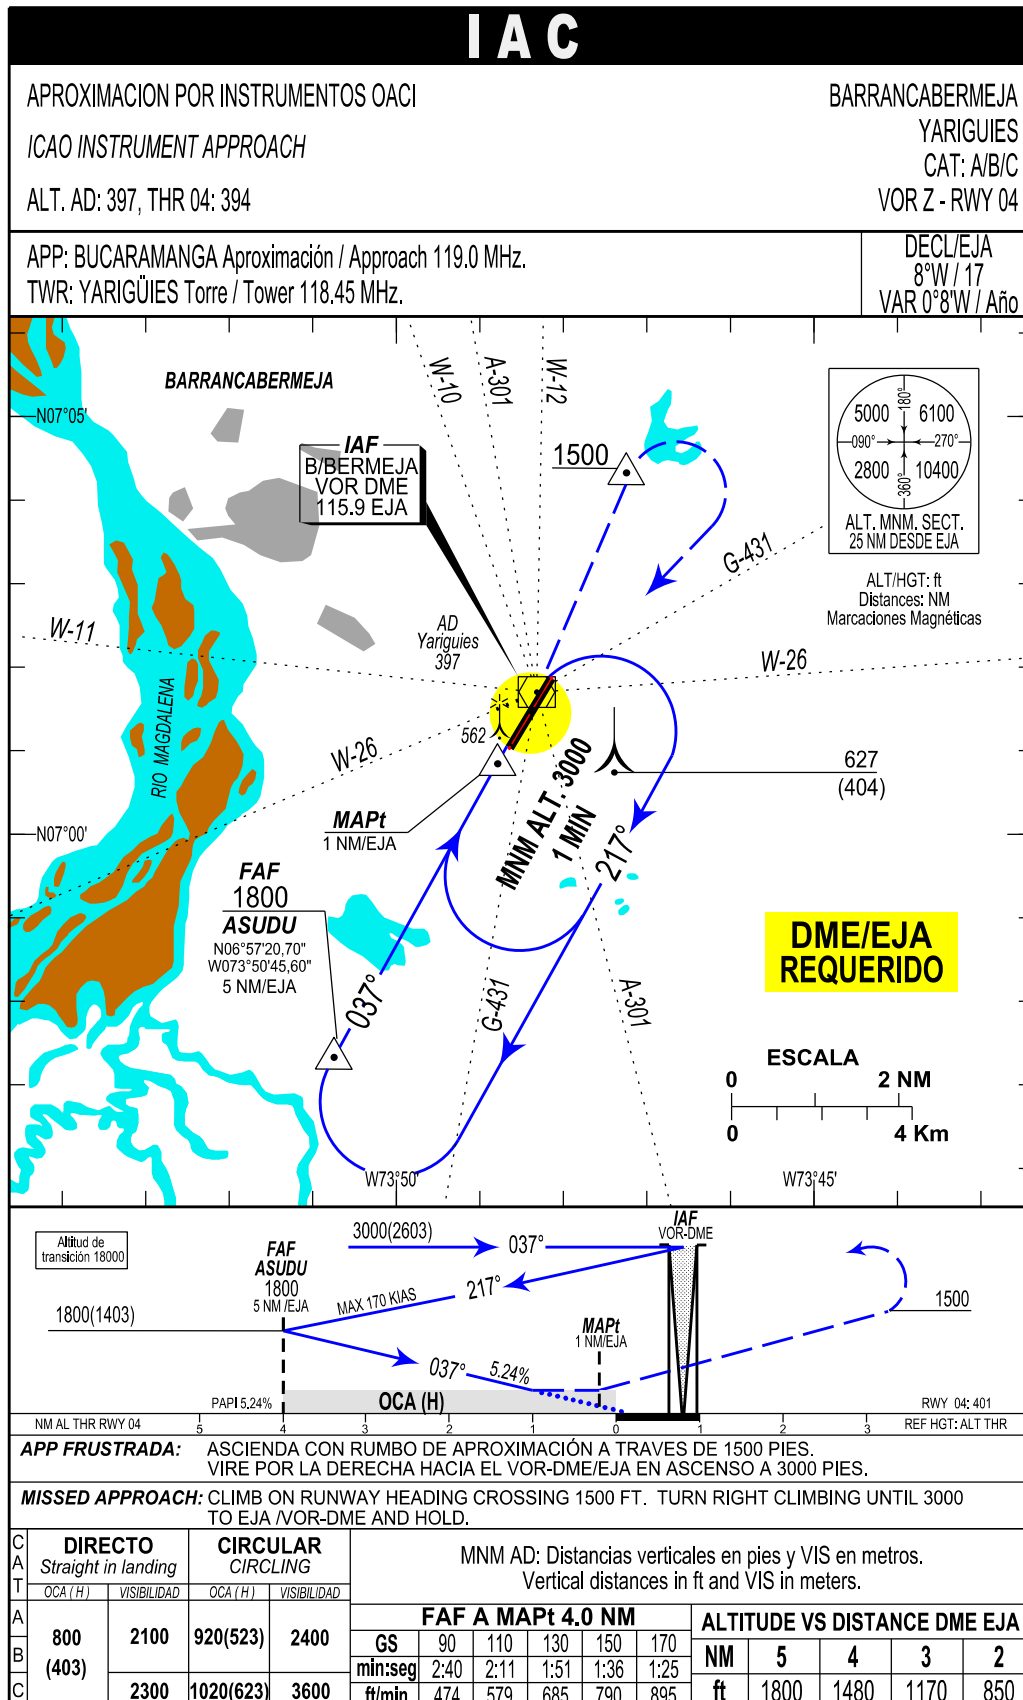 IAC
APROXIMACION POR INSTRUMENTOS OACI
ICAO INSTRUMENT APPROACH
ALT. AD: 397, THR 04: 394
BARRANCABERMEJA
YARIGUIES
CAT: A/B/C
VOR Z - RWY 04
APP: BUCARAMANGA Aproximación / Approach 119.0 MHz.
TWR: YARIGÜIES Torre / Tower 118.45 MHz.
DECL/EJA
8°W / 17
VAR 0°8'W / Año
BARRANCABERMEJA
N07°05'
W-10
A-301
W-12
IAF
B/BERMEJA
VOR DME
115.9 EJA
1500
5000
6100
2800
10400
180°
090°
270°
360°
ALT. MNM. SECT.
25 NM DESDE EJA
ALT/HGT: ft
Distances: NM
Marcaciones Magnéticas
G-431
W-11
AD
Yariguies
397
W-26
RIO MAGDALENA
562
W-26
MNM ALT. 3000
1 MIN
217°
627
(404)
MAPt
1 NM/EJA
N07°00'
FAF
1800
ASUDU
N06°57'20,70"
W073°50'45,60"
5 NM/EJA
037°
G-431
A-301
DME/EJA
REQUERIDO
ESCALA
0 2 NM
0 4 Km
W73°50'
W73°45'
Altitud de
transición 18000
3000(2603)
037°
IAF
VOR-DME
FAF
ASUDU
1800
5 NM /EJA
217°
MAX 170 KIAS
1800(1403)
1500
MAPt
1 NM/EJA
037°
5.24%
PAPI 5.24%
OCA (H)
RWY 04: 401
NM AL THR RWY 04
5 4 3 2 1 0 1 2 3
REF HGT: ALT THR
APP FRUSTRADA: ASCIENDA CON RUMBO DE APROXIMACIÓN A TRAVES DE 1500 PIES.
VIRE POR LA DERECHA HACIA EL VOR-DME/EJA EN ASCENSO A 3000 PIES.
MISSED APPROACH: CLIMB ON RUNWAY HEADING CROSSING 1500 FT. TURN RIGHT CLIMBING UNTIL 3000
TO EJA /VOR-DME AND HOLD.
CAT
DIRECTO
Straight in landing
CIRCULAR
CIRCLING
OCA ( H ) VISIBILIDAD OCA ( H ) VISIBILIDAD
A
B
C
800
(403)
2100 920(523) 2400
2300 1020(623) 3600
MNM AD: Distancias verticales en pies y VIS en metros.
Vertical distances in ft and VIS in meters.
FAF A MAPt 4.0 NM
GS 90 110 130 150 170
min:seg 2:40 2:11 1:51 1:36 1:25
ft/min 474 579 685 790 895
ALTITUDE VS DISTANCE DME EJA
NM 5 4 3 2
ft 1800 1480 1170 850